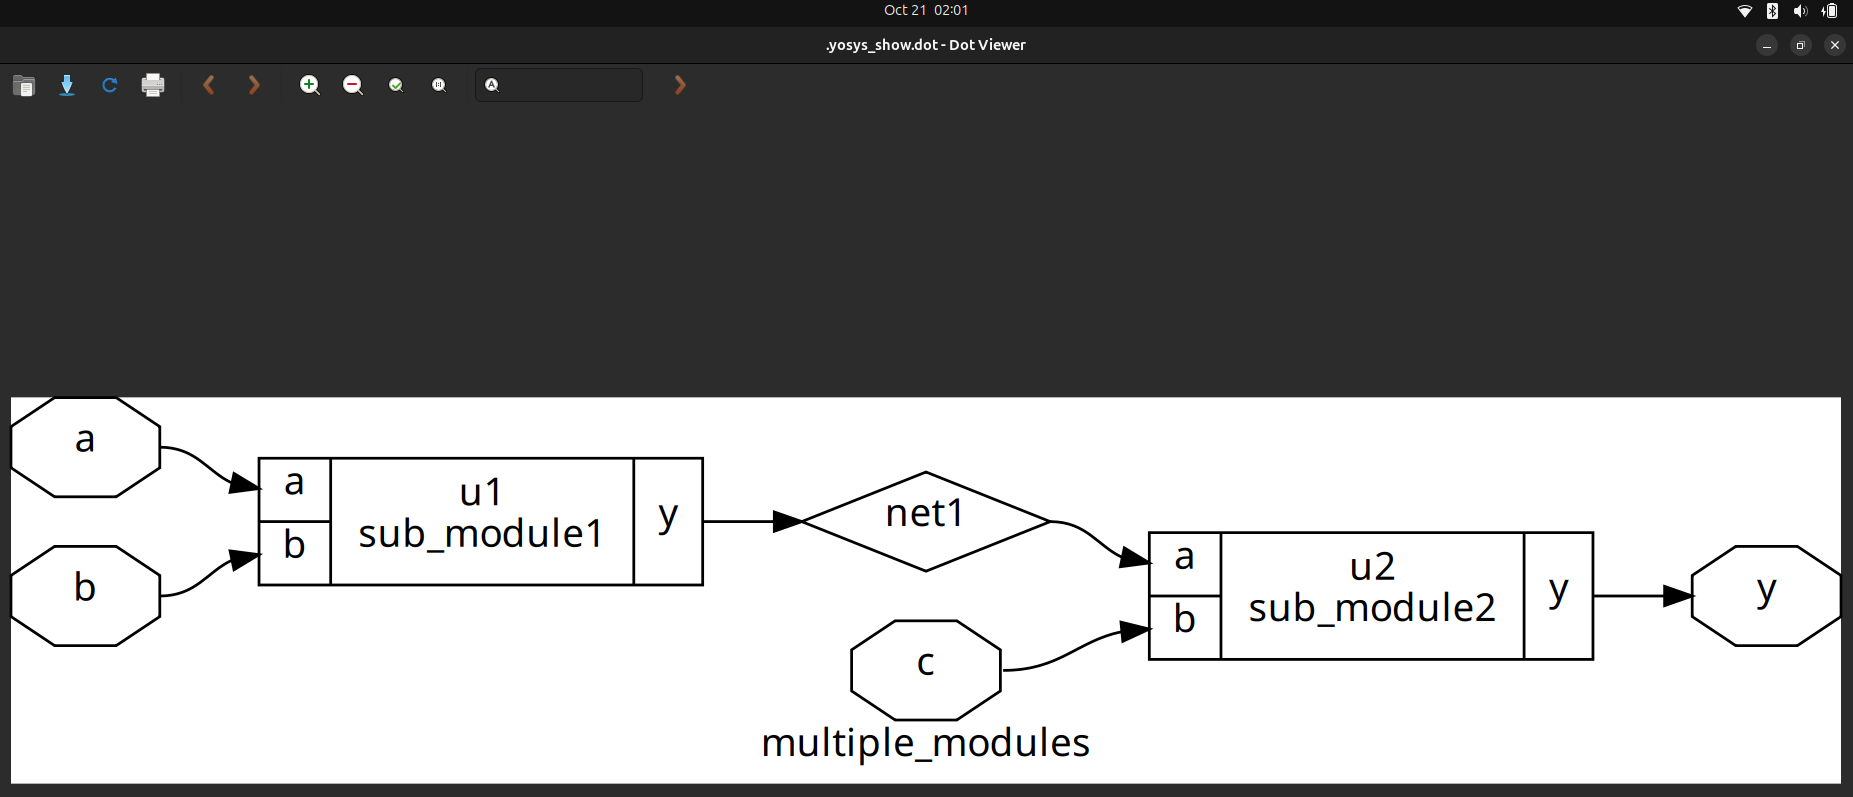 Oct 21 02:01
.yosys_show.dot - Dot Viewer
a
b
a
b
u1
sub_module1
y
net1
c
a
b
u2
sub_module2
y
y
multiple_modules